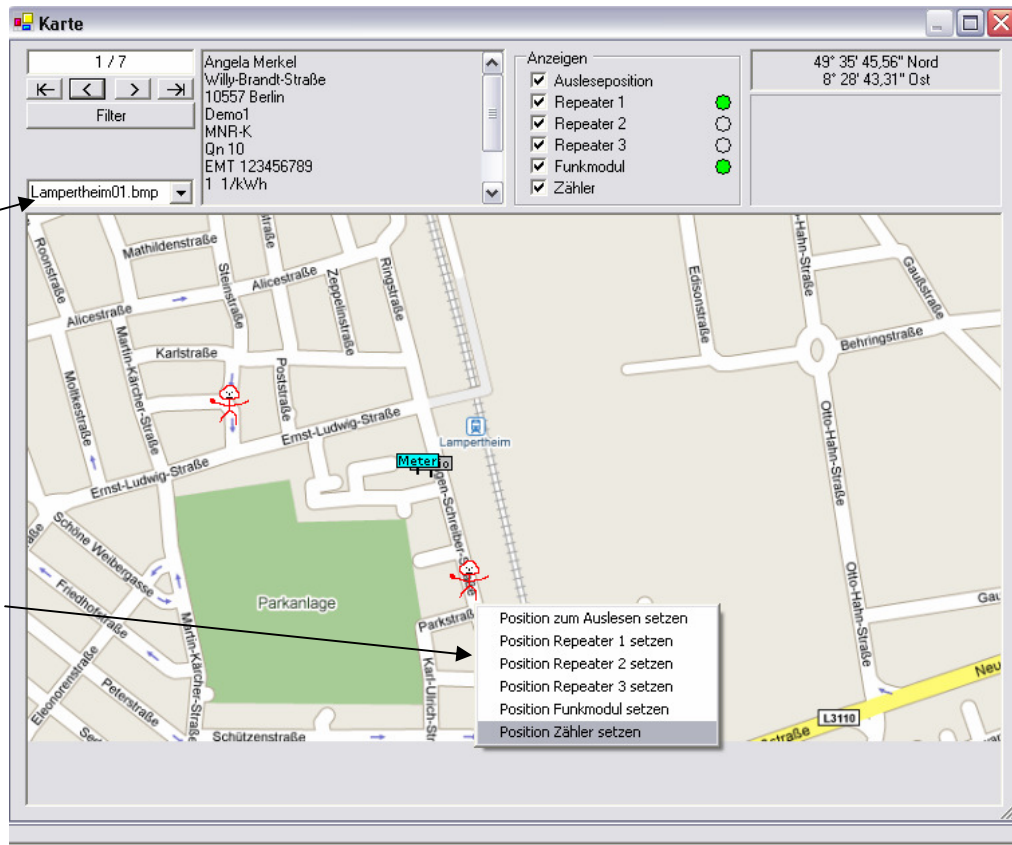 Karte
1 / 7
Filter
Lampertheim01.bmp
Angela Merkel
Willy-Brandt-Straße
10557 Berlin
Demo1
MNR-K
Qn 10
EMT 123456789
1 1/kWh
Anzeigen
Ausleseposition
Repeater 1
Repeater 2
Repeater 3
Funkmodul
Zähler
49° 35' 45,56" Nord
8° 28' 43,31" Ost
Roonstraße
Mathildenstraße
Steinstraße
Alicestraße
Zeppelinstraße
Ringstraße
Edisonstraße
Otto-Hahn-Straße
Gaußstraße
Alicestraße
Martin-Kärcher-Straße
Karlstraße
Poststraße
Moltkestraße
Behringstraße
Ernst-Ludwig-Straße
Lampertheim
Meter
Otto-Hahn-Straße
Ernst-Ludwig-Straße
Schöne Weibergasse
Friedhofstraße
Parkanlage
Otto-Hahn-Straße
Martin-Kärcher-Straße
Eleonorenstraße
Peterstraße
Schützenstraße
L3110
Position zum Auslesen setzen
Position Repeater 1 setzen
Position Repeater 2 setzen
Position Repeater 3 setzen
Position Funkmodul setzen
Position Zähler setzen